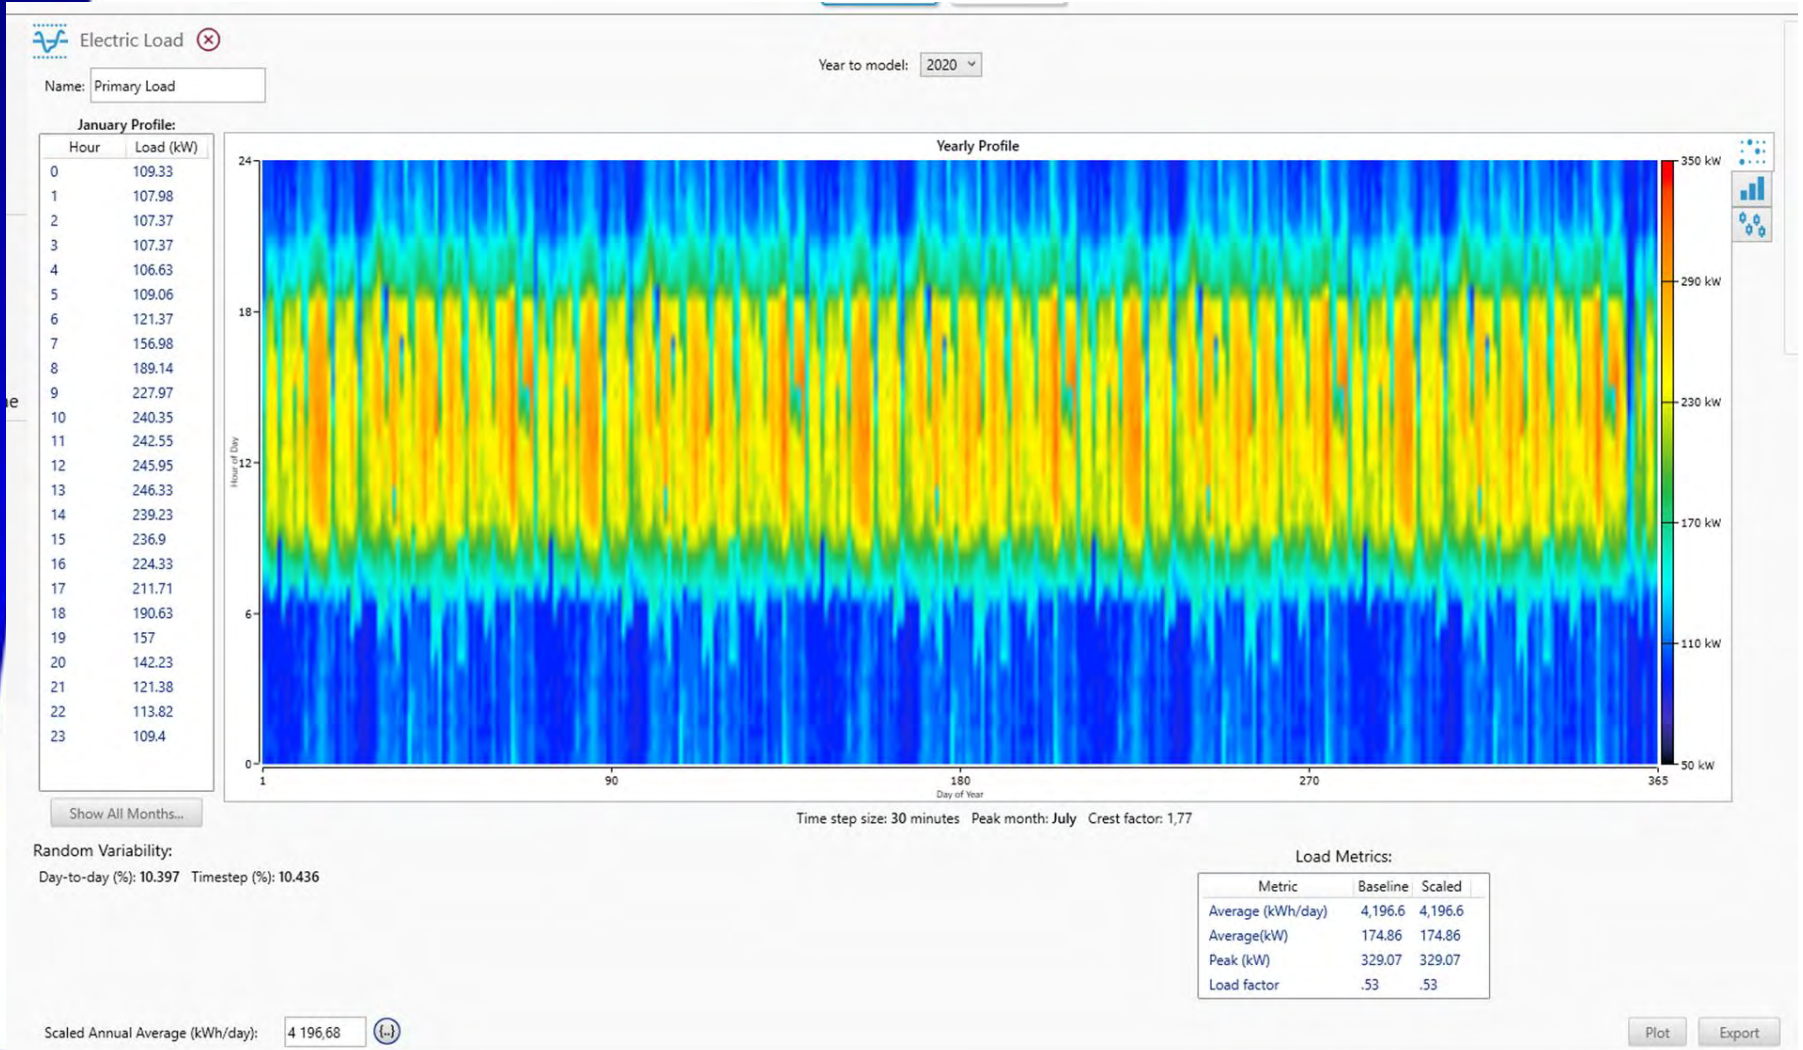 Electric Load
Year to model: 2020
Name: Primary Load
January Profile:
Hour Load (kW)
0 109.33
1 107.98
2 107.37
3 107.37
4 106.63
5 109.06
6 121.37
7 156.98
8 189.14
9 227.97
10 240.35
11 242.55
12 245.95
13 246.33
14 239.23
15 236.9
16 224.33
17 211.71
18 190.63
19 157
20 142.23
21 121.38
22 113.82
23 109.4
Show All Months...
Yearly Profile
24
18
12
6
0
Hour of Day
1 90 180 270 365
Day of Year
350 kW
290 kW
230 kW
170 kW
110 kW
50 kW
Time step size: 30 minutes Peak month: July Crest factor: 1,77
Random Variability:
Day-to-day (%): 10.397 Timestep (%): 10.436
Load Metrics:
Metric Baseline Scaled
Average (kWh/day) 4,196.6 4,196.6
Average(kW) 174.86 174.86
Peak (kW) 329.07 329.07
Load factor .53 .53
Scaled Annual Average (kWh/day): 4 196,68 {..}
Plot Export